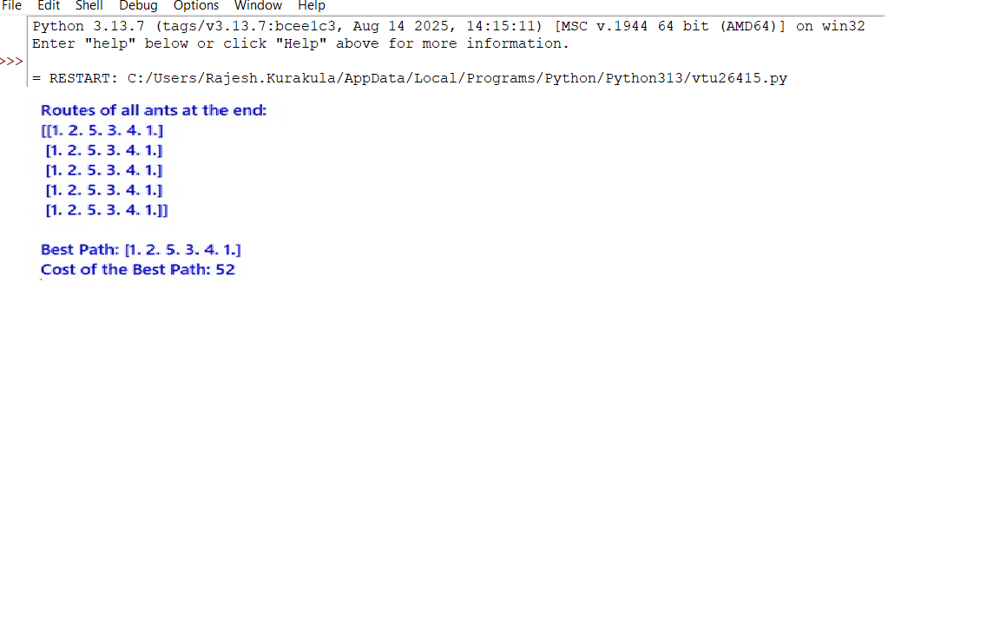 File Edit Shell Debug Options Window Help
Python 3.13.7 (tags/v3.13.7:bcee1c3, Aug 14 2025, 14:15:11) [MSC v.1944 64 bit (AMD64)] on win32
Enter "help" below or click "Help" above for more information.
>>>
= RESTART: C:/Users/Rajesh.Kurakula/AppData/Local/Programs/Python/Python313/vtu26415.py
Routes of all ants at the end:
[[1. 2. 5. 3. 4. 1.]
[1. 2. 5. 3. 4. 1.]
[1. 2. 5. 3. 4. 1.]
[1. 2. 5. 3. 4. 1.]
[1. 2. 5. 3. 4. 1.]]
Best Path: [1. 2. 5. 3. 4. 1.]
Cost of the Best Path: 52